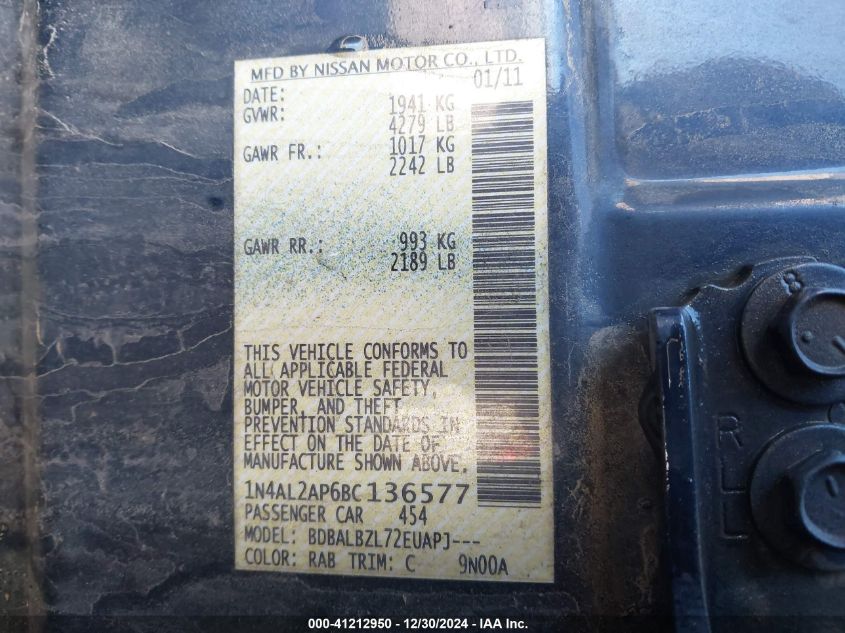 MFD BY NISSAN MOTOR CO., LTD.
DATE: 01/11
GVWR: 1941 KG
4279 LB
GAWR FR.: 1017 KG
2242 LB
GAWR RR.: 993 KG
2189 LB
THIS VEHICLE CONFORMS TO
ALL APPLICABLE FEDERAL
MOTOR VEHICLE SAFETY,
BUMPER, AND THEFT
PREVENTION STANDARDS IN
EFFECT ON THE DATE OF
MANUFACTURE SHOWN ABOVE.
1N4AL2AP6BC136577
PASSENGER CAR 454
MODEL: BDBALBZL72EUAPJ---
COLOR: RAB TRIM: C 9N00A
8
RLL
000-41212950 - 12/30/2024 - IAA Inc.